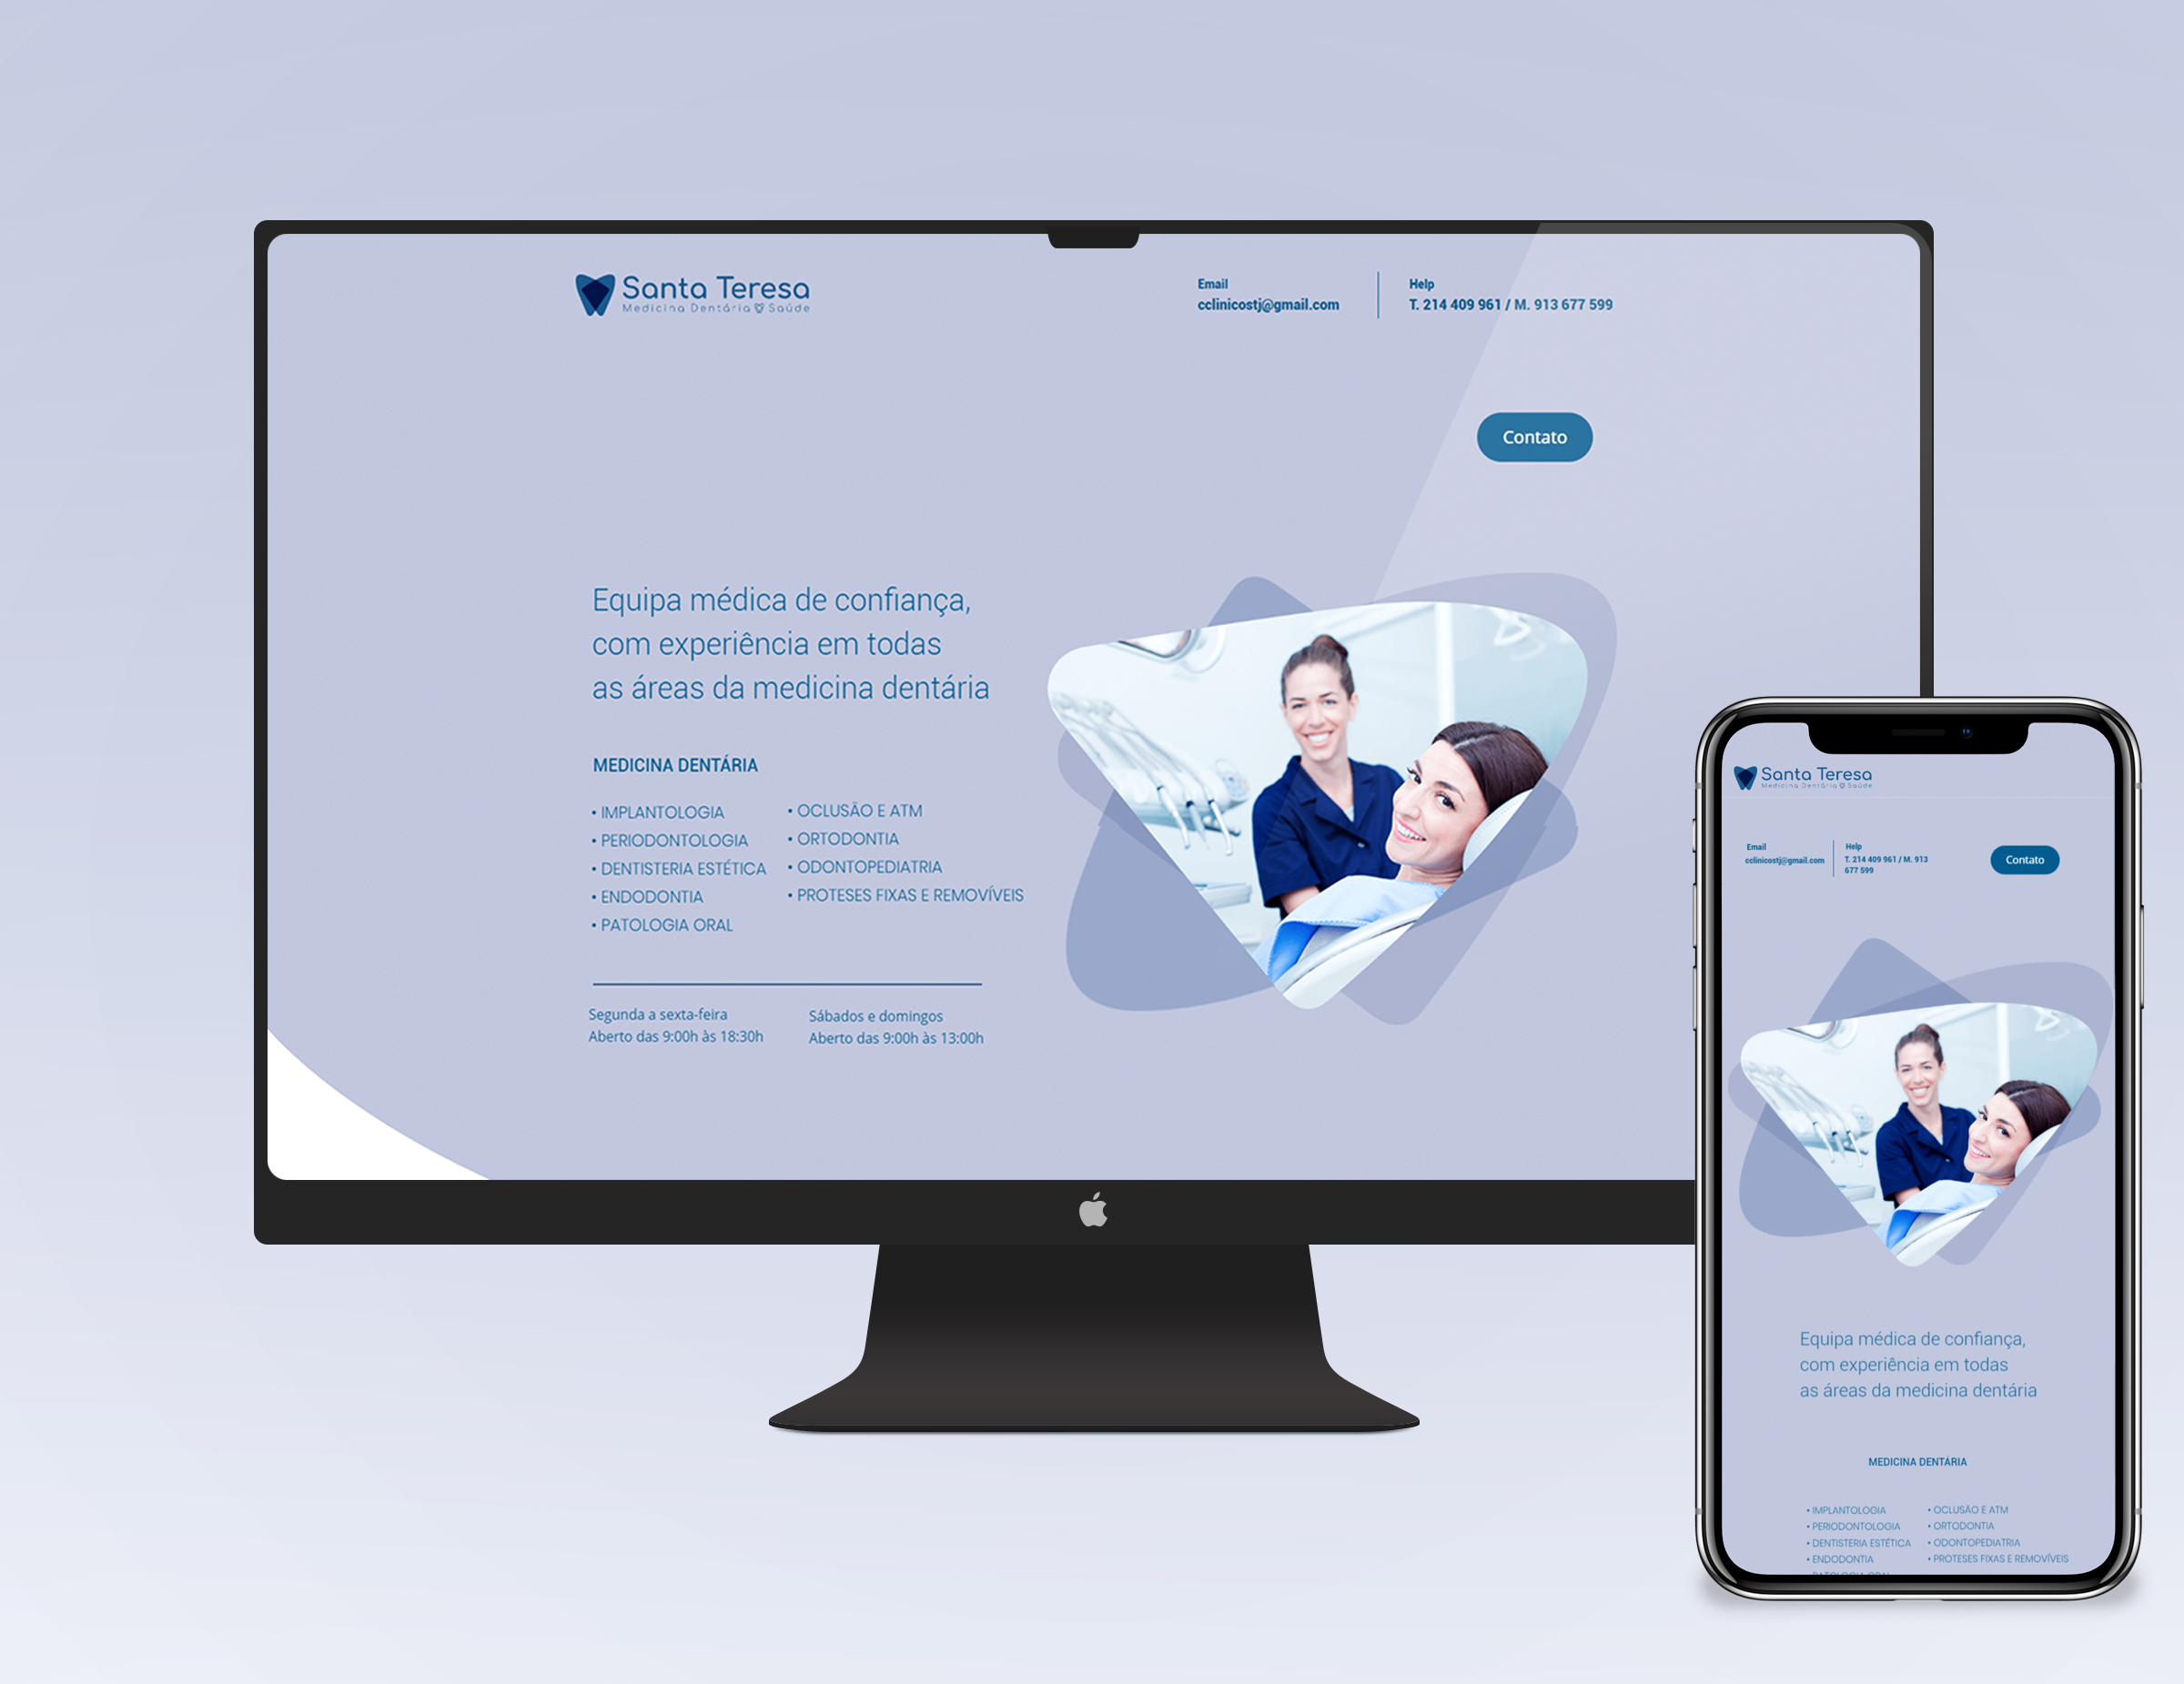 Santa Teresa
Medicina Dentária Saúde
Email
cclinicostj@gmail.com
Help
T. 214 409 961 / M. 913 677 599
Contato
Equipa médica de confiança,
com experiência em todas
as áreas da medicina dentária
MEDICINA DENTÁRIA
• IMPLANTOLOGIA
• PERIODONTOLOGIA
• DENTISTERIA ESTÉTICA
• ENDODONTIA
• PATOLOGIA ORAL
• OCLUSÃO E ATM
• ORTODONTIA
• ODONTOPEDIATRIA
• PROTESES FIXAS E REMOVÍVEIS
Segunda a sexta-feira
Aberto das 9:00h às 18:30h
Sábados e domingos
Aberto das 9:00h às 13:00h
Santa Teresa
Medicina Dentária Saúde
Email
cclinicostj@gmail.com
Help
T. 214 409 961 / M. 913
677 599
Contato
Equipa médica de confiança,
com experiência em todas
as áreas da medicina dentária
MEDICINA DENTÁRIA
• IMPLANTOLOGIA
• PERIODONTOLOGIA
• DENTISTERIA ESTÉTICA
• ENDODONTIA
• OCLUSÃO E ATM
• ORTODONTIA
• ODONTOPEDIATRIA
• PROTESES FIXAS E REMOVÍVEIS